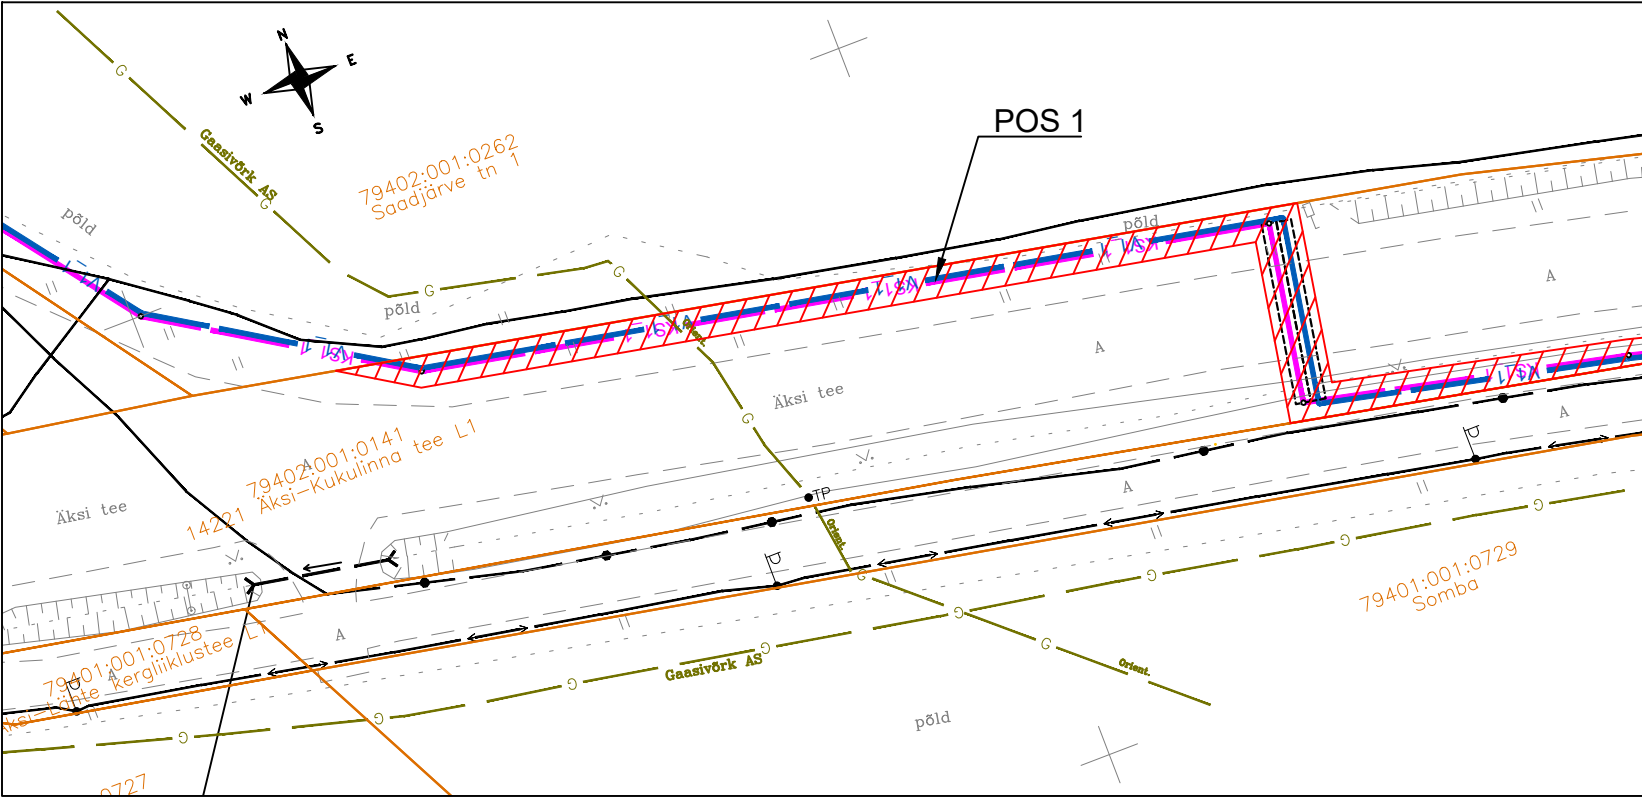 N
E
W
S
G
Gaasivõrk AS
G
79402:001:0262
Saadjärve tn 1
POS 1
põld
põld
põld
G
G
A
A
Äksi tee
Orient.
G
KS1
79402:001:0141
14221 Äksi-Kukulinna tee L1
A
Äksi tee
TP
Orient.
G
A
A
G
G
G
79401:001:0729
Somba
G
G
Orient.
G
Gaasivõrk AS
A
79401:001:0728
Äksi-Lähte kergliiklustee L1
A
G
G
G
põld
0727